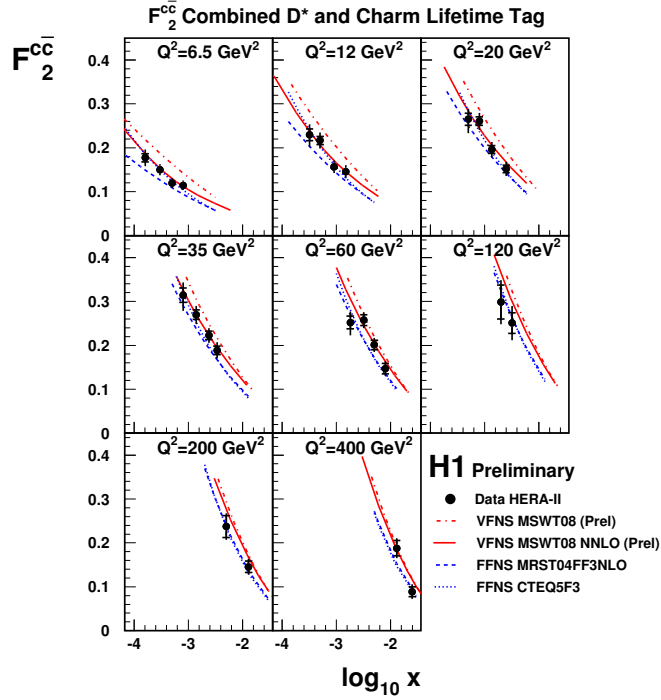 F₂^cc̅ Combined D* and Charm Lifetime Tag
F₂^cc̅
Q²=6.5 GeV² Q²=12 GeV² Q²=20 GeV²
0.4
0.3
0.2
0.1
0
Q²=35 GeV² Q²=60 GeV² Q²=120 GeV²
0.4
0.3
0.2
0.1
0
Q²=200 GeV² Q²=400 GeV²
0.4
0.3
0.2
0.1
0
H1 Preliminary
Data HERA-II
VFNS MSWT08 (Prel)
VFNS MSWT08 NNLO (Prel)
FFNS MRST04FF3NLO
FFNS CTEQ5F3
-4 -3 -2 -4 -3 -2 -4 -3 -2
log₁₀ x